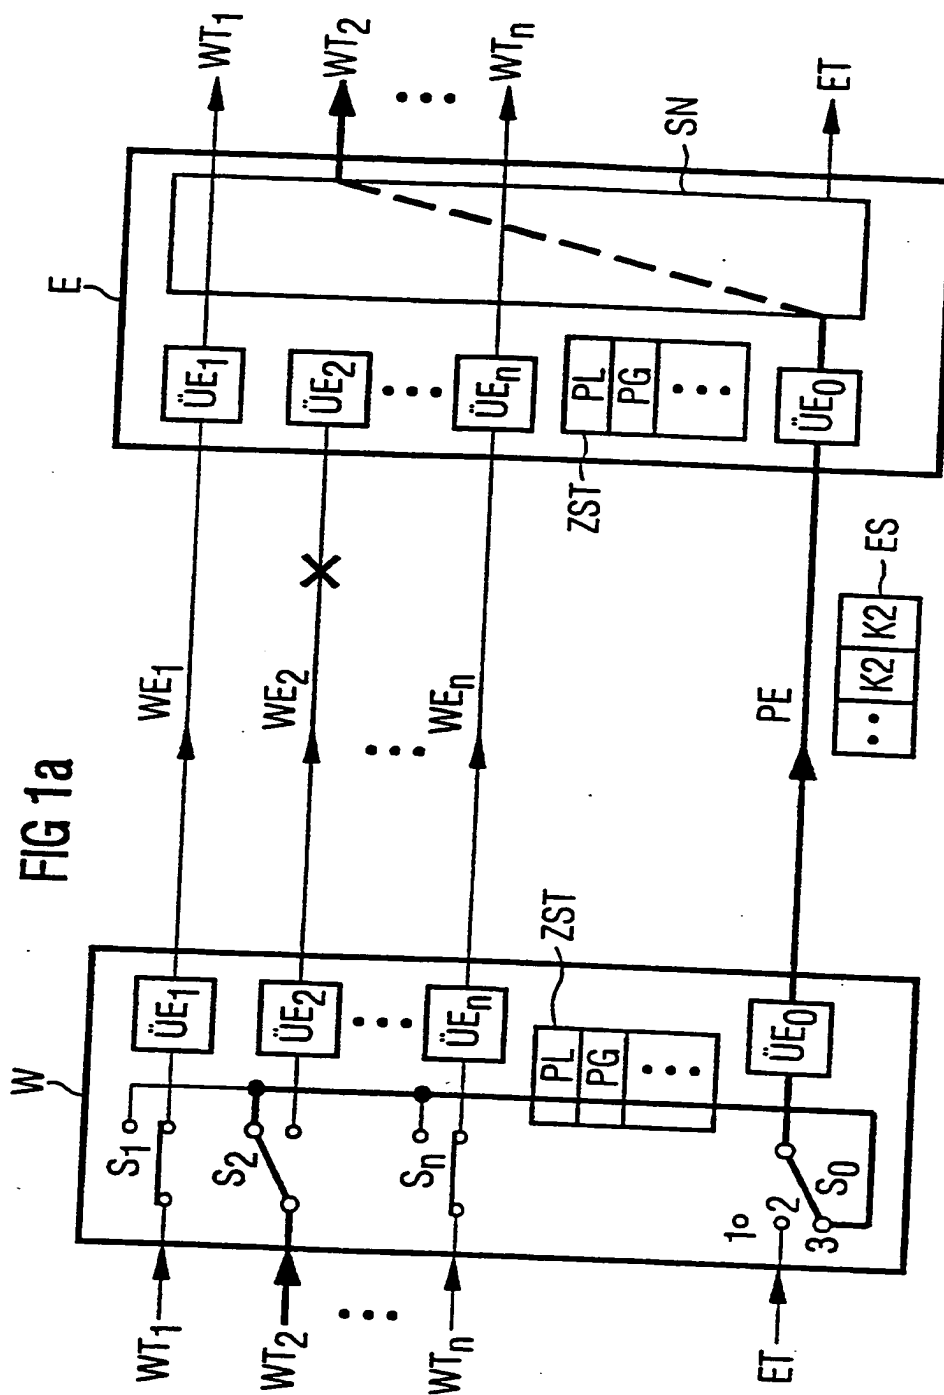 FIG 1a
W
E
WT1
WT2
WTn
ET
S1
S2
Sn
S0
1
2
3
ÜE1
ÜE2
ÜEn
ÜE0
ZST
PL
PG
WE1
WE2
WEn
PE
K2 K2
ES
ÜE1
ÜE2
ÜEn
ÜE0
ZST
PL
PG
SN
WT1
WT2
WTn
ET